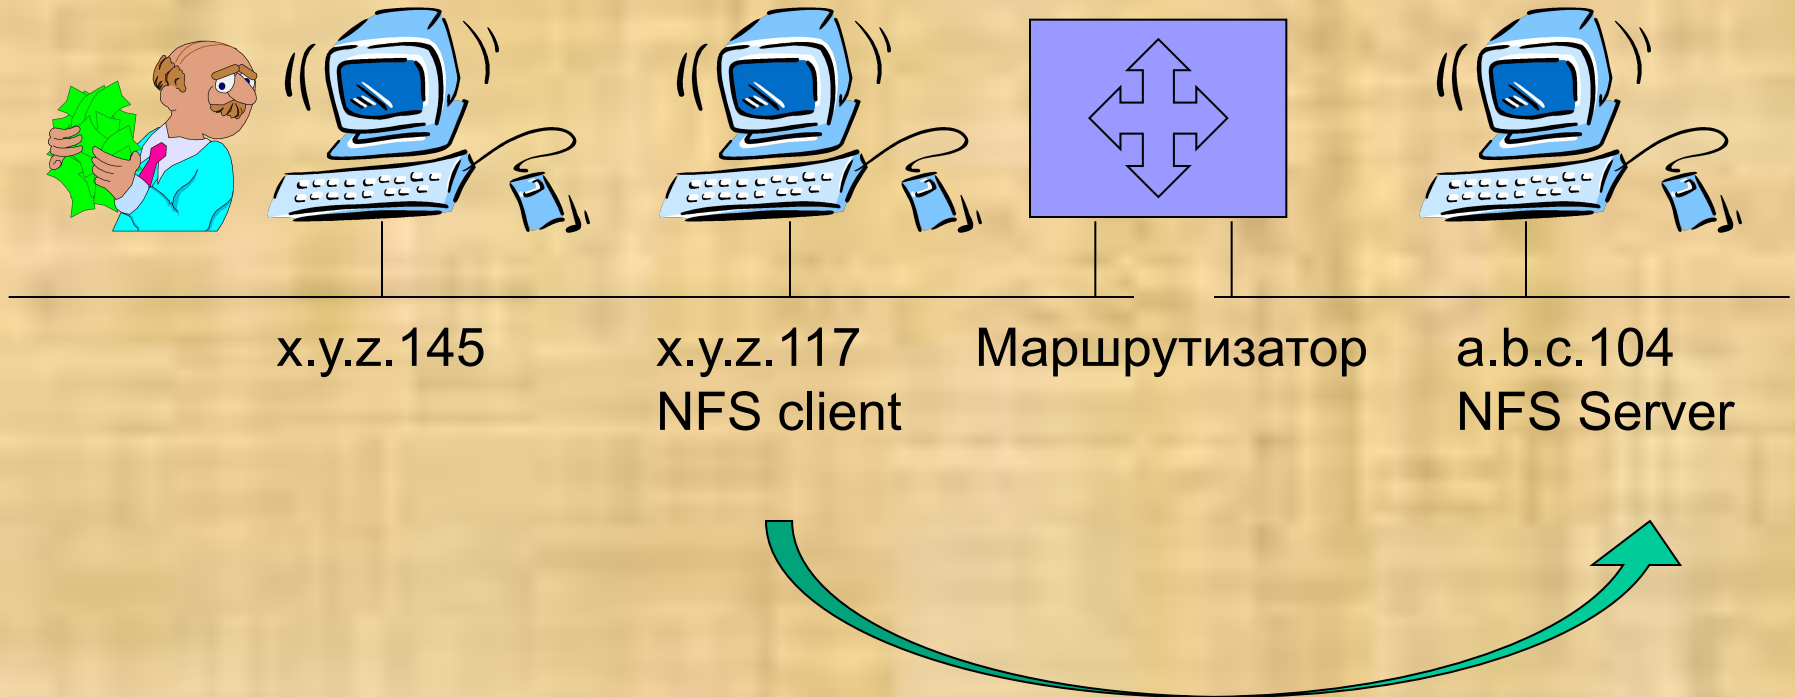 x.y.z.145
x.y.z.117
NFS client
Маршрутизатор
a.b.c.104
NFS Server